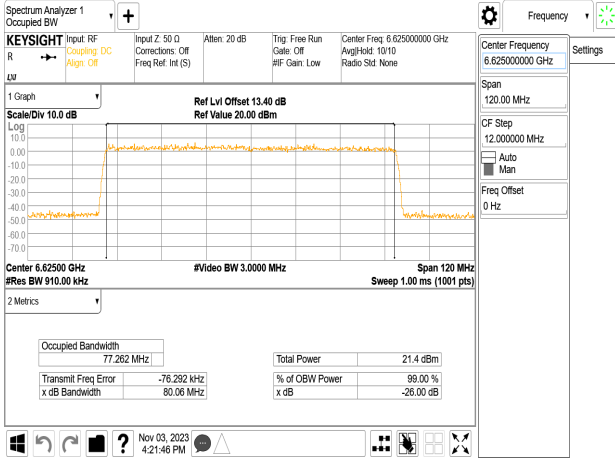 Spectrum Analyzer 1
Occupied BW
Frequency
KEYSIGHT
R
Input: RF
Coupling: DC
Align: Off
Input Z: 50 Ω
Corrections: Off
Freq Ref: Int (S)
Atten: 20 dB
Trig: Free Run
Gate: Off
#IF Gain: Low
Center Freq: 6.625000000 GHz
Avg|Hold: 10/10
Radio Std: None
Center Frequency
6.625000000 GHz
Settings
Span
120.00 MHz
CF Step
12.000000 MHz
Auto
Man
Freq Offset
0 Hz
1 Graph
Scale/Div 10.0 dB
Ref Lvl Offset 13.40 dB
Ref Value 20.00 dBm
Log
10.0
0.00
-10.0
-20.0
-30.0
-40.0
-50.0
-60.0
-70.0
Center 6.62500 GHz
#Res BW 910.00 kHz
#Video BW 3.0000 MHz
Span 120 MHz
Sweep 1.00 ms (1001 pts)
2 Metrics
Occupied Bandwidth
77.262 MHz
Total Power 21.4 dBm
Transmit Freq Error -76.292 kHz
% of OBW Power 99.00 %
x dB Bandwidth 80.06 MHz
x dB -26.00 dB
?
Nov 03, 2023
4:21:46 PM